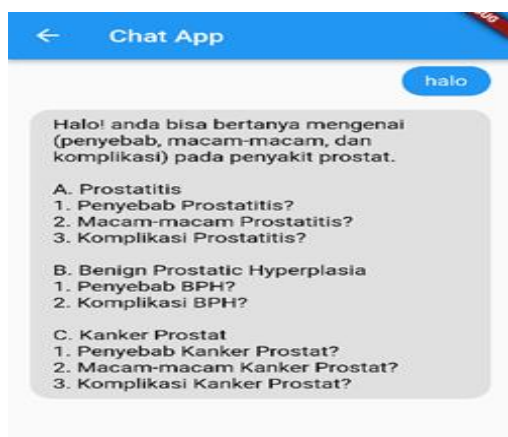 Chat App
UG
halo
Halo! anda bisa bertanya mengenai
(penyebab, macam-macam, dan
komplikasi) pada penyakit prostat.
A. Prostatitis
1. Penyebab Prostatitis?
2. Macam-macam Prostatitis?
3. Komplikasi Prostatitis?
B. Benign Prostatic Hyperplasia
1. Penyebab BPH?
2. Komplikasi BPH?
C. Kanker Prostat
1. Penyebab Kanker Prostat?
2. Macam-macam Kanker Prostat?
3. Komplikasi Kanker Prostat?